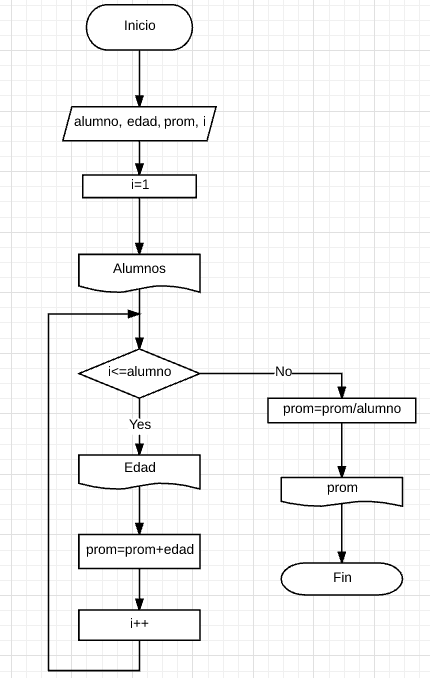 Inicio
alumno, edad, prom, i
i=1
Alumnos
i<=alumno
No
prom=prom/alumno
Yes
Edad
prom
prom=prom+edad
Fin
i++